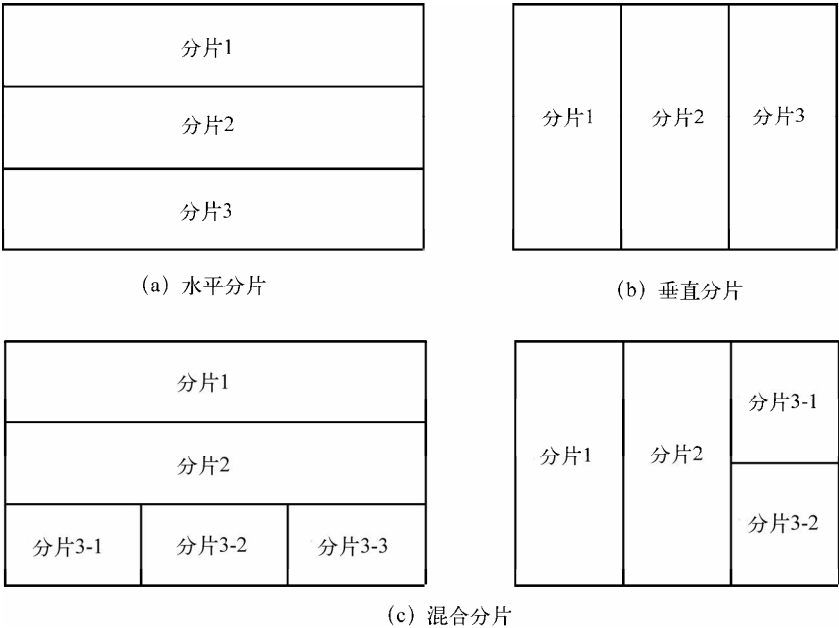 分片1
分片2
分片3
(a) 水平分片
分片1 分片2 分片3
(b) 垂直分片
分片1
分片2
分片3-1 分片3-2 分片3-3
分片1 分片2 分片3-1
分片3-2
(c) 混合分片